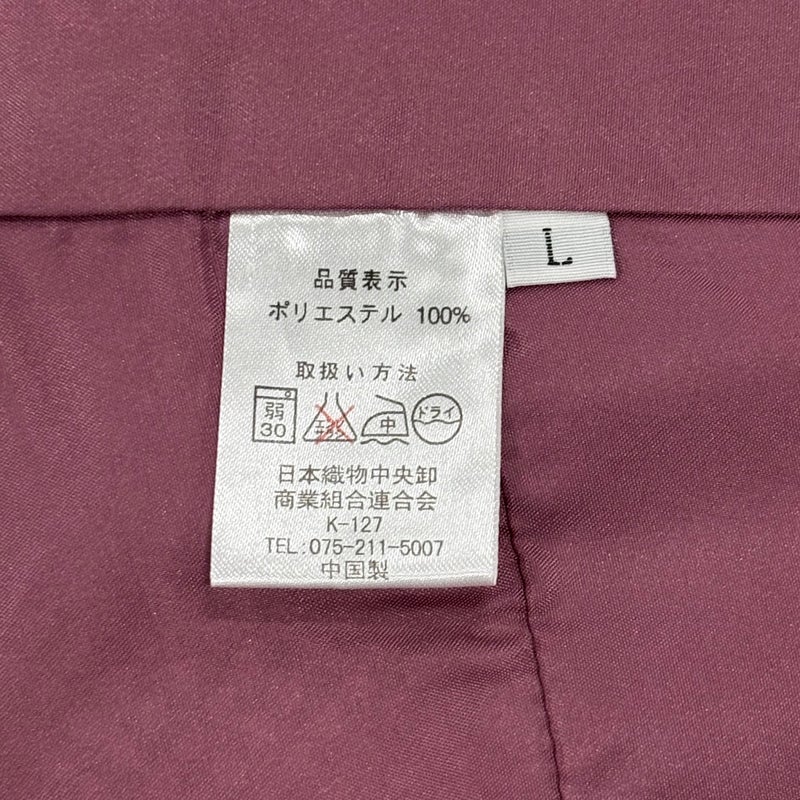 品質表示
ポリエステル 100%
取扱い方法
弱
30
中
ドライ
日本織物中央卸
商業組合連合会
K-127
TEL:075-211-5007
中国製
L